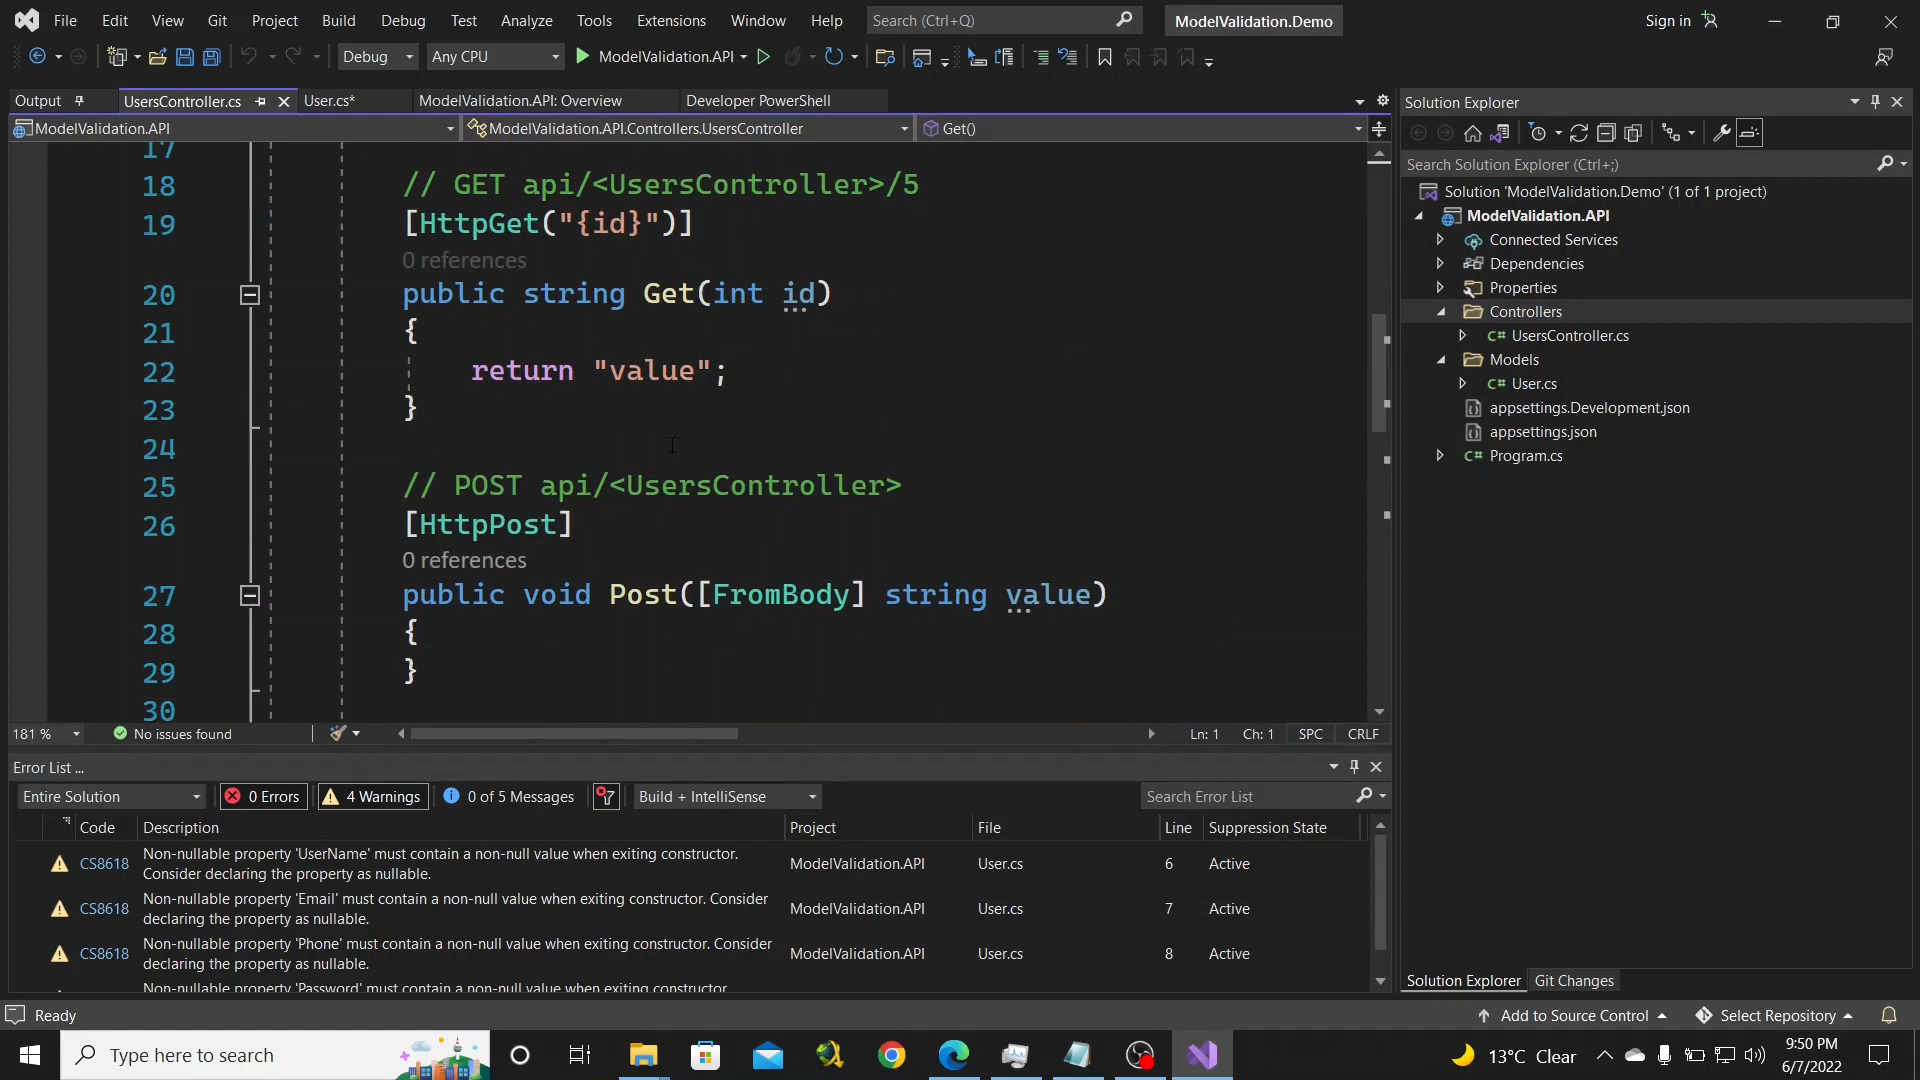 File Edit View Git Project Build Debug Test Analyze Tools Extensions Window Help Search (Ctrl+Q) ModelValidation.Demo Sign in
Debug Any CPU ModelValidation.API
Output UsersController.cs User.cs* ModelValidation.API: Overview Developer PowerShell
ModelValidation.API ModelValidation.API.Controllers.UsersController Get()
17
18 // GET api/<UsersController>/5
19 [HttpGet("{id}")]
0 references
20 public string Get(int id)
21 {
22 return "value";
23 }
24
25 // POST api/<UsersController>
26 [HttpPost]
0 references
27 public void Post([FromBody] string value)
28 {
29 }
30
181 % No issues found Ln: 1 Ch: 1 SPC CRLF
Error List ...
Entire Solution 0 Errors 4 Warnings 0 of 5 Messages Build + IntelliSense Search Error List
Code Description Project File Line Suppression State
CS8618 Non-nullable property 'UserName' must contain a non-null value when exiting constructor. Consider declaring the property as nullable. ModelValidation.API User.cs 6 Active
CS8618 Non-nullable property 'Email' must contain a non-null value when exiting constructor. Consider declaring the property as nullable. ModelValidation.API User.cs 7 Active
CS8618 Non-nullable property 'Phone' must contain a non-null value when exiting constructor. Consider declaring the property as nullable. ModelValidation.API User.cs 8 Active
Non-nullable property 'Password' must contain a non-null value when exiting constructor.
Solution Explorer
Search Solution Explorer (Ctrl+;)
Solution 'ModelValidation.Demo' (1 of 1 project)
ModelValidation.API
Connected Services
Dependencies
Properties
Controllers
C# UsersController.cs
Models
C# User.cs
appsettings.Development.json
appsettings.json
C# Program.cs
Solution Explorer Git Changes
Ready Add to Source Control Select Repository
Type here to search 13°C Clear 9:50 PM
6/7/2022